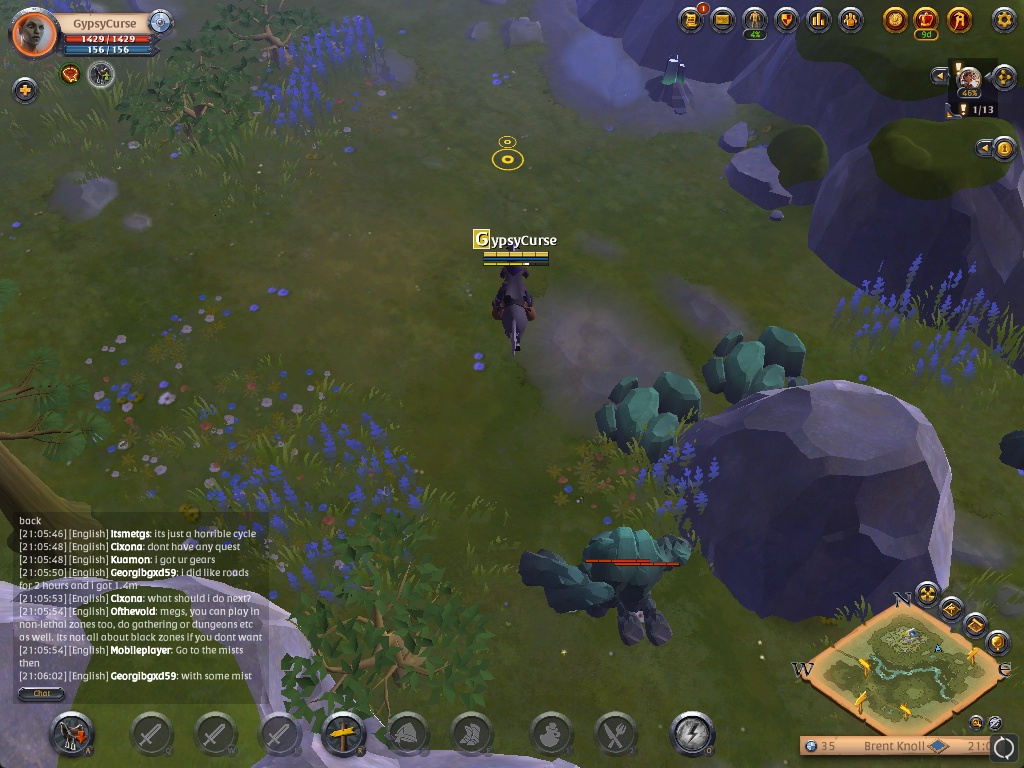 GypsyCurse
1429 / 1429
156 / 156
1
4%
9d
46%
1/13
GypsyCurse
back
[21:05:46] [English] Itsmetgs: its just a horrible cycle
[21:05:48] [English] Cixona: dont have any quest
[21:05:48] [English] Kuamon: i got ur gears
[21:05:50] [English] Georgibgxd59: i did like roads
for 2 hours and i got 1.4m
[21:05:53] [English] Cixona: what should i do next?
[21:05:54] [English] Ofthevoid: megs, you can play in
non-lethal zones too, do gathering or dungeons etc
as well. Its not all about black zones if you dont want
[21:05:54] [English] Mobileplayer: Go to the mists
then
[21:06:02] [English] Georgibgxd59: with some mist
Chat
N
W
E
A
Q
W
R
35 Brent Knoll 21:0